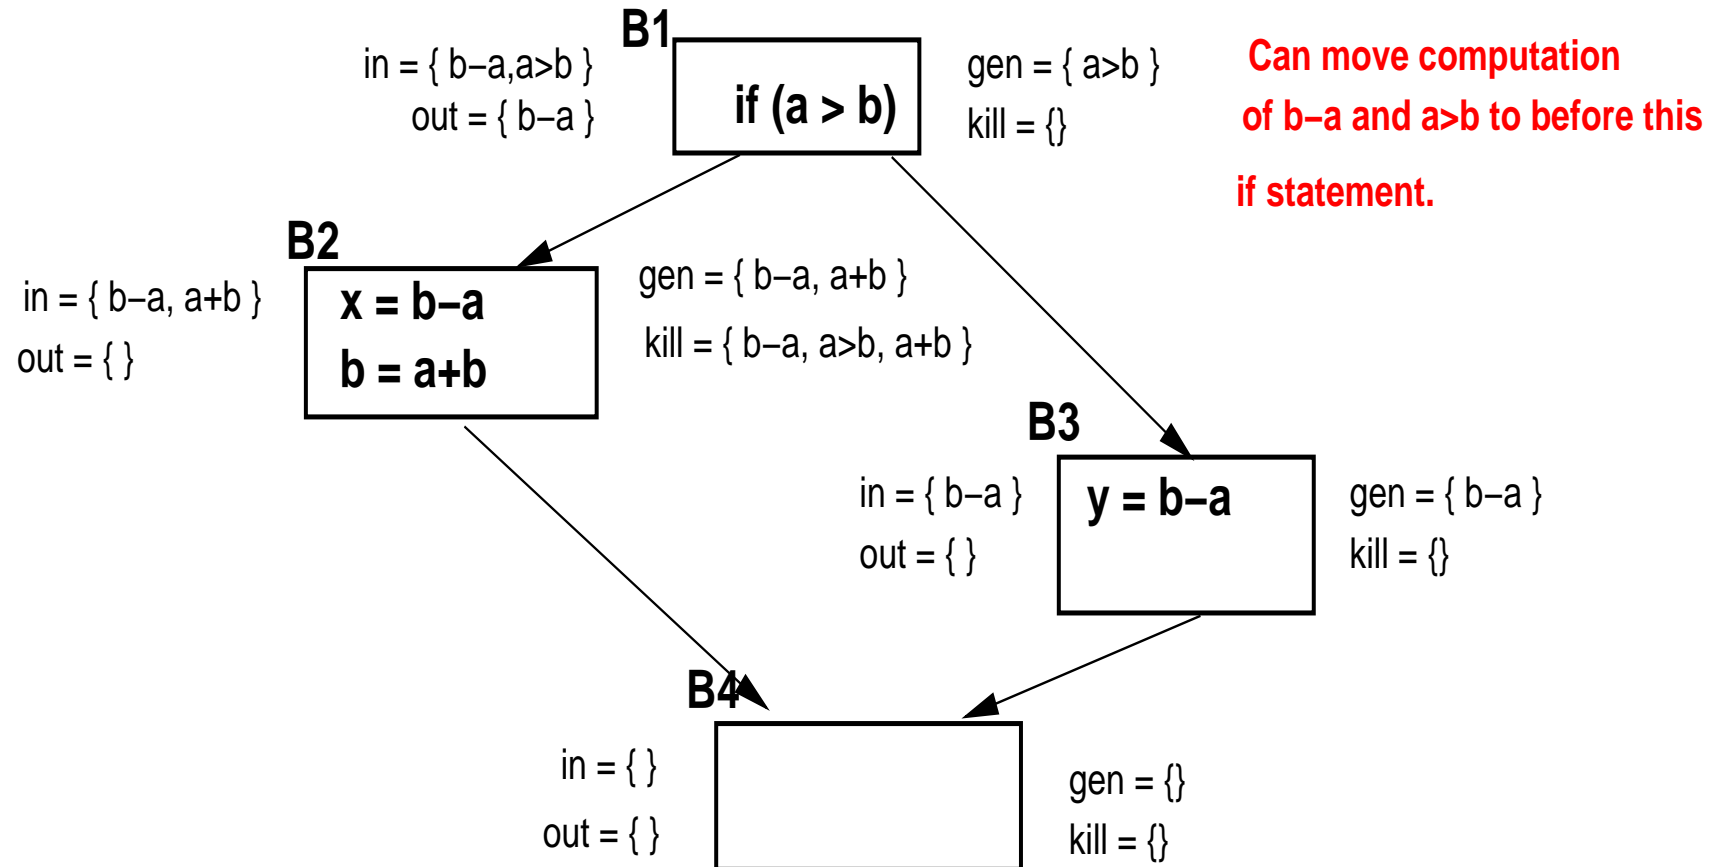 B1
in = { b−a,a>b }
out = { b−a }
if (a > b)
gen = { a>b }
kill = {}
Can move computation
of b−a and a>b to before this
if statement.
B2
in = { b−a, a+b }
out = { }
x = b−a
b = a+b
gen = { b−a, a+b }
kill = { b−a, a>b, a+b }
B3
in = { b−a }
out = { }
y = b−a
gen = { b−a }
kill = {}
B4
in = { }
out = { }
gen = {}
kill = {}